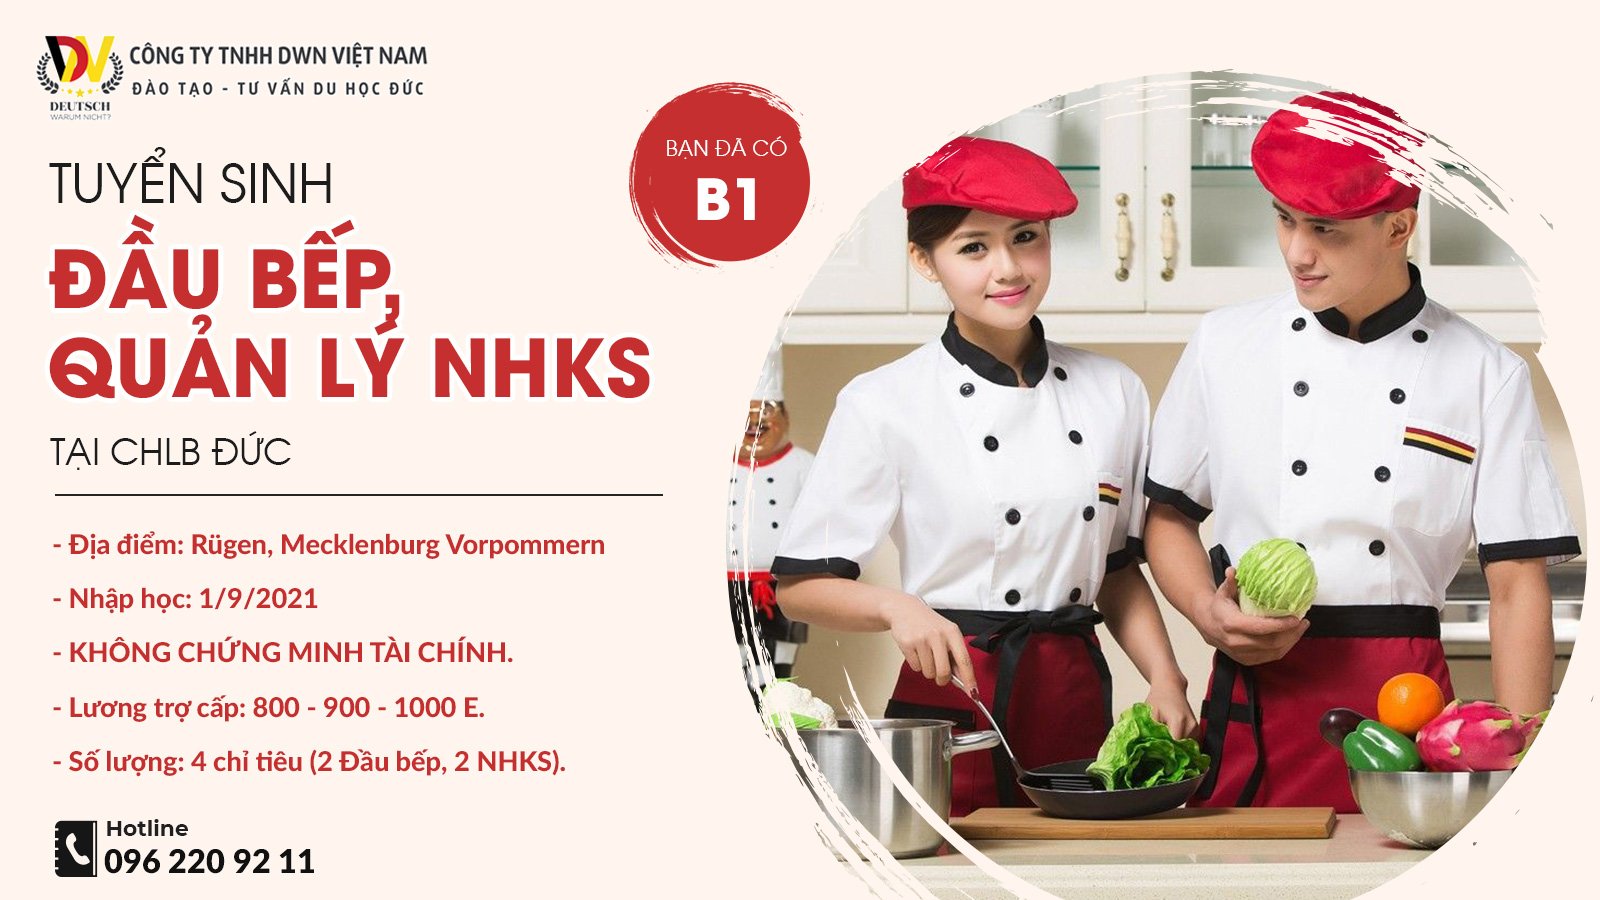 DEUTSCH
WARUM NICHT?
CÔNG TY TNHH DWN VIỆT NAM
ĐÀO TẠO - TƯ VẤN DU HỌC ĐỨC
TUYỂN SINH
ĐẦU BẾP,
QUẢN LÝ NHKS
TẠI CHLB ĐỨC
BẠN ĐÃ CÓ
B1
- Địa điểm: Rügen, Mecklenburg Vorpommern
- Nhập học: 1/9/2021
- KHÔNG CHỨNG MINH TÀI CHÍNH.
- Lương trợ cấp: 800 - 900 - 1000 E.
- Số lượng: 4 chỉ tiêu (2 Đầu bếp, 2 NHKS).
Hotline
096 220 92 11